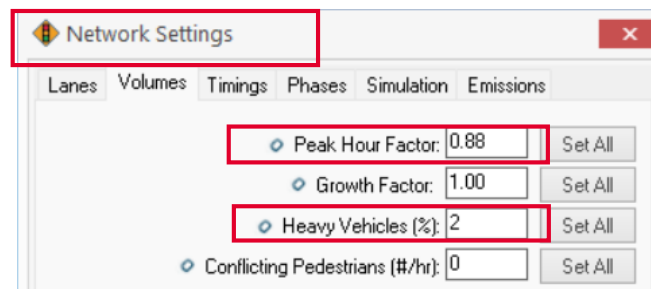 Network Settings
Lanes Volumes Timings Phases Simulation Emissions
Peak Hour Factor: 0.88 Set All
Growth Factor: 1.00 Set All
Heavy Vehicles (%): 2 Set All
Conflicting Pedestrians (#/hr): 0 Set All